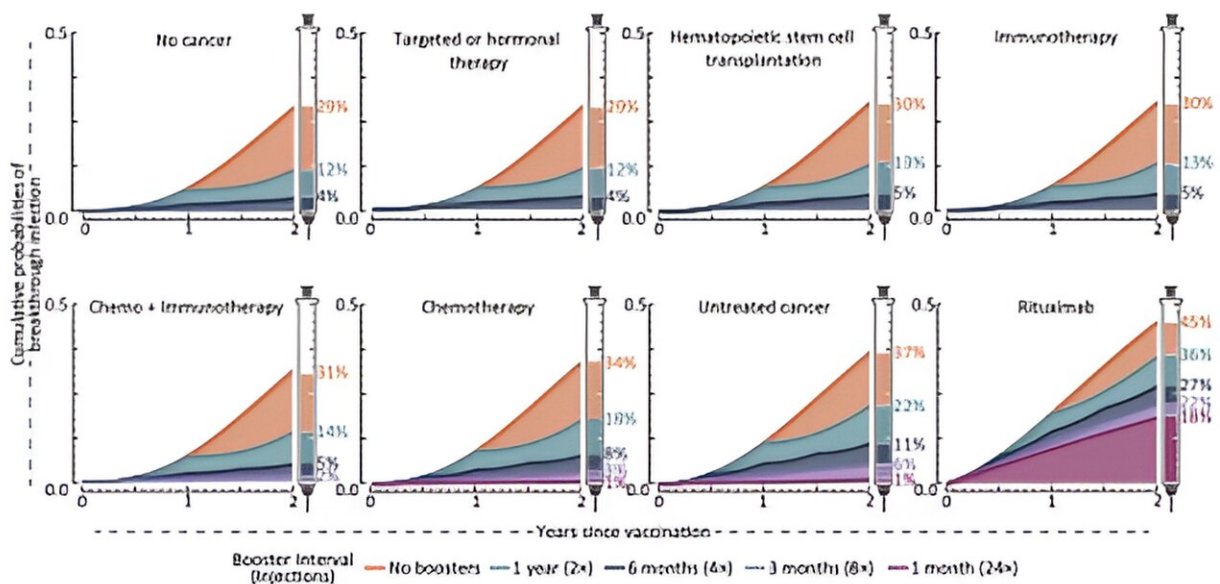 0.5 No cancer 29% 12% 4% 0.0 0 1 2
0.5 Targeted or hormonal therapy 29% 12% 4% 0.0 0 1 2
0.5 Hematopoietic stem cell transplantation 30% 5% 0.0 0 1 2
0.5 Immunotherapy 30% 13% 5% 0.0 0 1 2
Cumulative probabilities of
breakthrough infection
0.5 Chemo + Immunotherapy 31% 14% 5% 2% 0.0 0 1 2
0.5 Chemotherapy 34% 18% 8% 1% 0.0 0 1 2
0.5 Untreated cancer 37% 22% 11% 6% 1% 0.0 0 1 2
0.5 Rituximab 45% 36% 27% 22% 18% 0.0 0 1 2
Years since vaccination
Booster Interval
(Injections)
No boosters 1 year (2×) 6 months (4×) 3 months (8×) 1 month (24×)